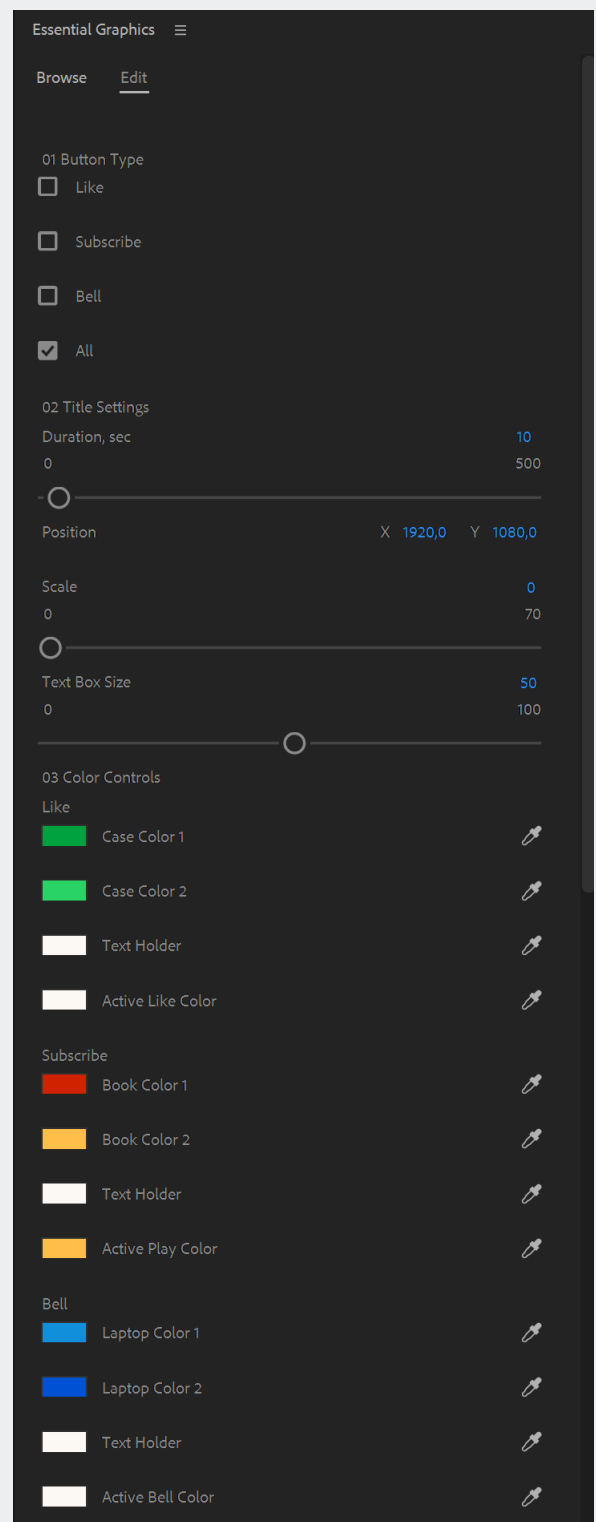 Essential Graphics
Browse Edit
01 Button Type
Like
Subscribe
Bell
All
02 Title Settings
Duration, sec 10
0 500
Position X 1920,0 Y 1080,0
Scale 0
0 70
Text Box Size 50
0 100
03 Color Controls
Like
Case Color 1
Case Color 2
Text Holder
Active Like Color
Subscribe
Book Color 1
Book Color 2
Text Holder
Active Play Color
Bell
Laptop Color 1
Laptop Color 2
Text Holder
Active Bell Color